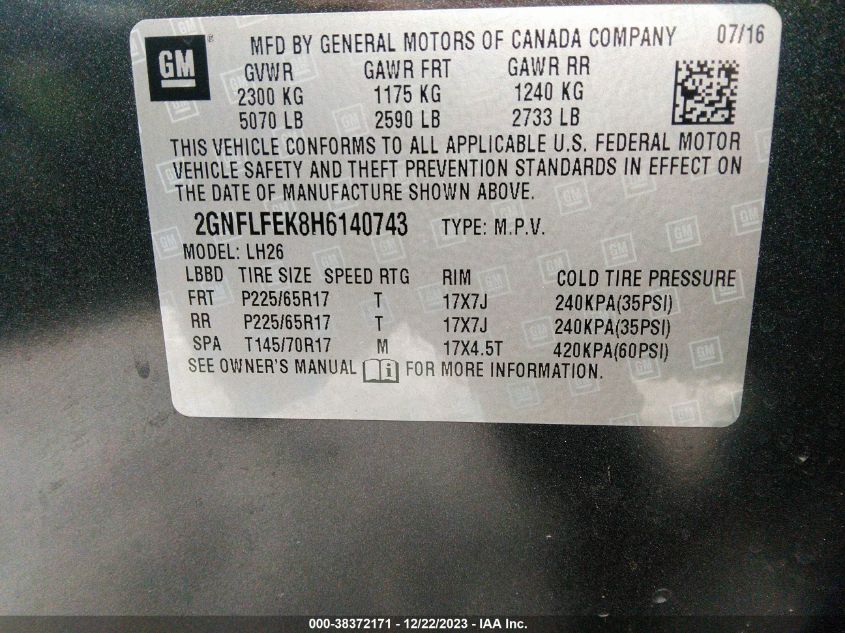 GM ® MFD BY GENERAL MOTORS OF CANADA COMPANY 07/16
GVWR GAWR FRT GAWR RR
2300 KG 1175 KG 1240 KG
5070 LB 2590 LB 2733 LB
THIS VEHICLE CONFORMS TO ALL APPLICABLE U.S. FEDERAL MOTOR
VEHICLE SAFETY AND THEFT PREVENTION STANDARDS IN EFFECT ON
THE DATE OF MANUFACTURE SHOWN ABOVE.
2GNFLFEK8H6140743 TYPE: M.P.V.
MODEL: LH26
LBBD TIRE SIZE SPEED RTG RIM COLD TIRE PRESSURE
FRT P225/65R17 T 17X7J 240KPA(35PSI)
RR P225/65R17 T 17X7J 240KPA(35PSI)
SPA T145/70R17 M 17X4.5T 420KPA(60PSI)
SEE OWNER'S MANUAL i FOR MORE INFORMATION.
000-38372171 - 12/22/2023 - IAA Inc.